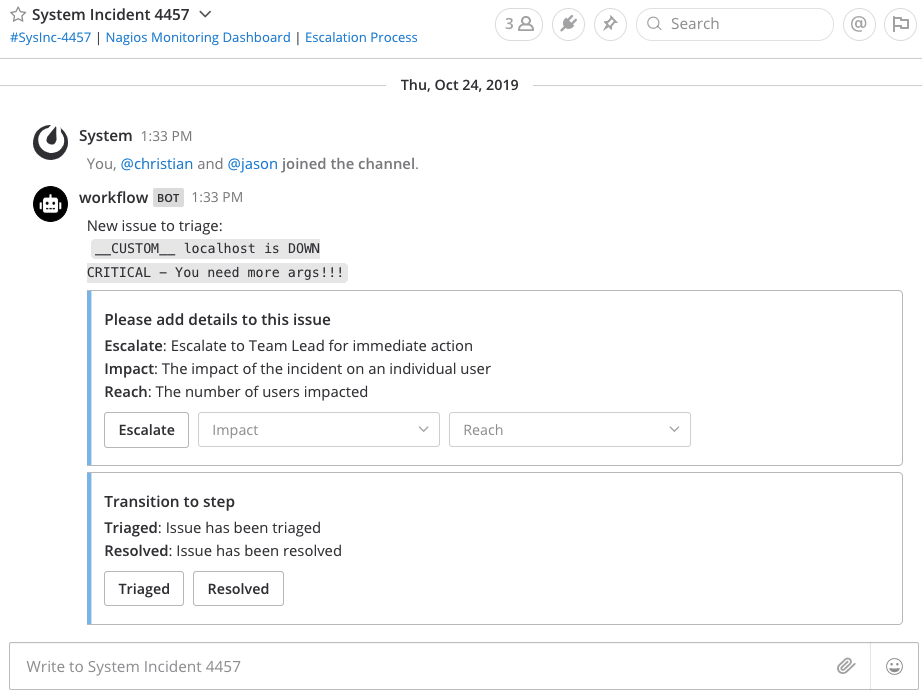 System Incident 4457
#SysInc-4457 | Nagios Monitoring Dashboard | Escalation Process
3
Search
@
Thu, Oct 24, 2019
System 1:33 PM
You, @christian and @jason joined the channel.
workflow BOT 1:33 PM
New issue to triage:
__CUSTOM__ localhost is DOWN
CRITICAL – You need more args!!!
Please add details to this issue
Escalate: Escalate to Team Lead for immediate action
Impact: The impact of the incident on an individual user
Reach: The number of users impacted
Escalate Impact Reach
Transition to step
Triaged: Issue has been triaged
Resolved: Issue has been resolved
Triaged Resolved
Write to System Incident 4457